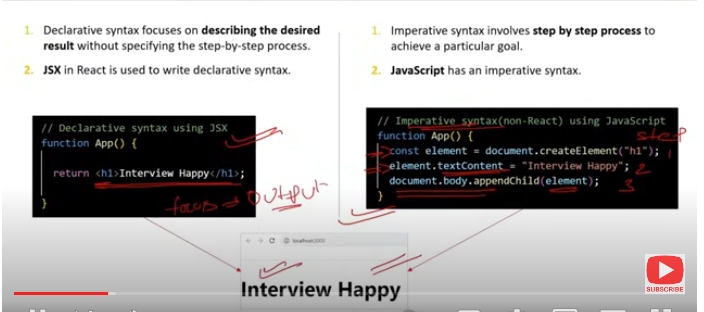 1. Declarative syntax focuses on describing the desired
result without specifying the step-by-step process.
2. JSX in React is used to write declarative syntax.
// Declarative syntax using JSX
function App() {
return <h1>Interview Happy</h1>;
}
focus => output
1. Imperative syntax involves step by step process to
achieve a particular goal.
2. JavaScript has an imperative syntax.
// Imperative syntax(non-React) using JavaScript
function App() { step
const element = document.createElement("h1"); 1
element.textContent = "Interview Happy"; 2
document.body.appendChild(element); 3
}
localhost:3000
Interview Happy
SUBSCRIBE